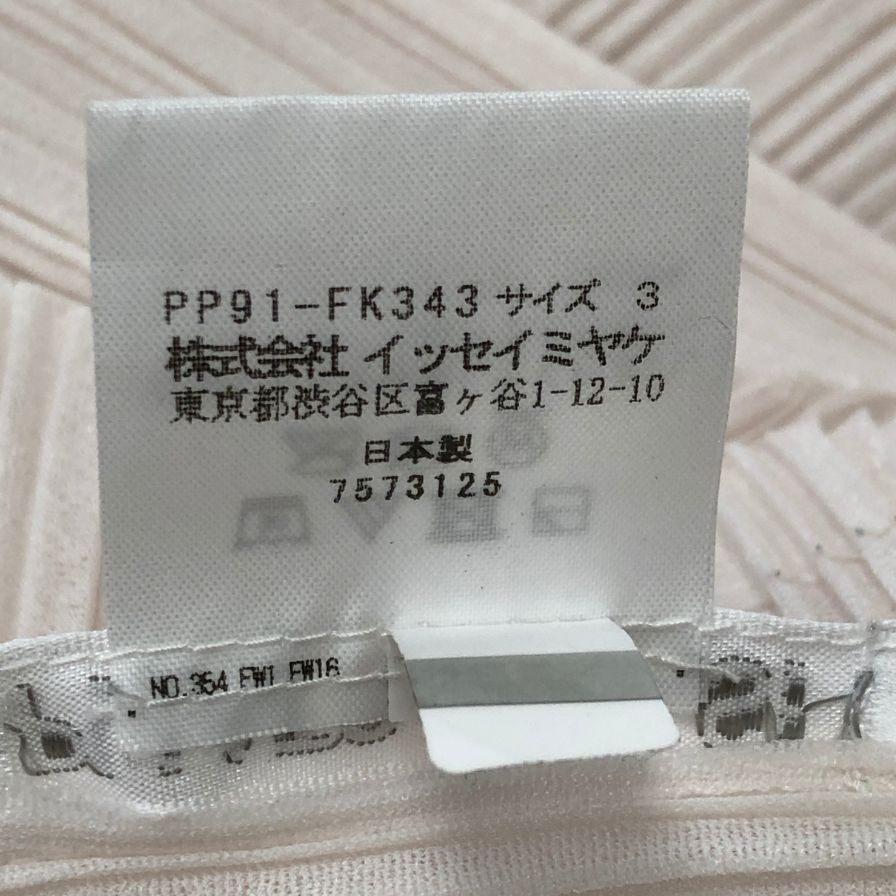 PP91-FK343 サイズ 3
株式会社 イッセイミヤケ
東京都渋谷区富ヶ谷1-12-10
日本製
7573125
NO.354 FW1 FW16